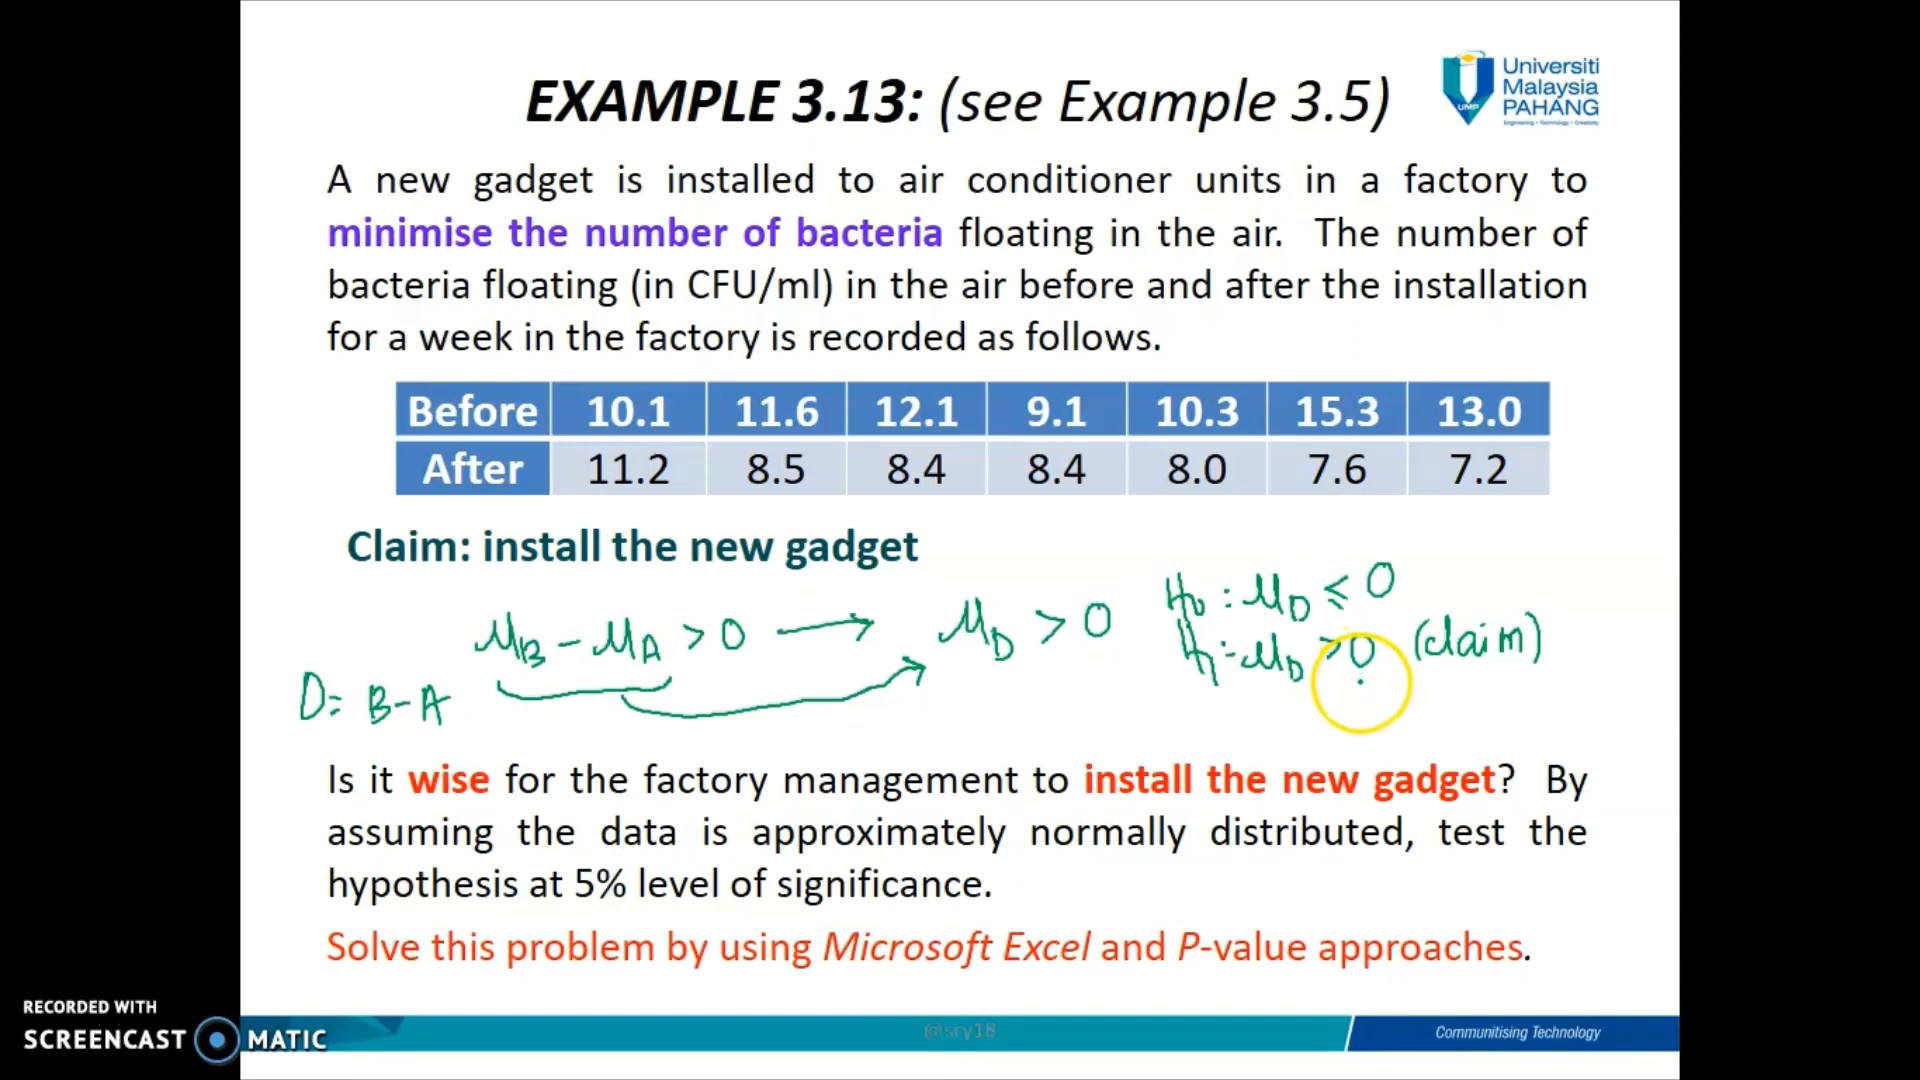 EXAMPLE 3.13: (see Example 3.5)
Universiti
Malaysia
PAHANG
Engineering • Technology • Creativity
UMP
A new gadget is installed to air conditioner units in a factory to
minimise the number of bacteria floating in the air. The number of
bacteria floating (in CFU/ml) in the air before and after the installation
for a week in the factory is recorded as follows.
Before 10.1 11.6 12.1 9.1 10.3 15.3 13.0
After 11.2 8.5 8.4 8.4 8.0 7.6 7.2
Claim: install the new gadget
μB - μA > 0 → μD > 0
H0 : μD ≤ 0
H1 : μD > 0 (claim)
D = B - A
Is it wise for the factory management to install the new gadget? By
assuming the data is approximately normally distributed, test the
hypothesis at 5% level of significance.
Solve this problem by using Microsoft Excel and P-value approaches.
RECORDED WITH
SCREENCAST MATIC
@sry18
Communitising Technology